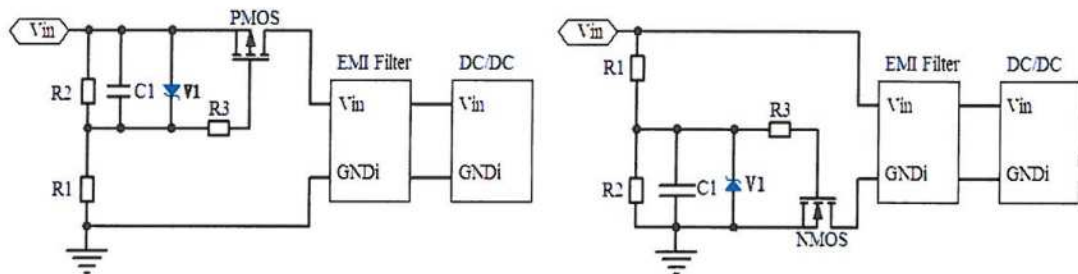 Vin
PMOS
EMI Filter
DC/DC
R2
C1
V1
R3
Vin
Vin
R1
GNDi
GNDi
Vin
R1
EMI Filter
DC/DC
R3
Vin
Vin
R2
C1
V1
GNDi
GNDi
NMOS